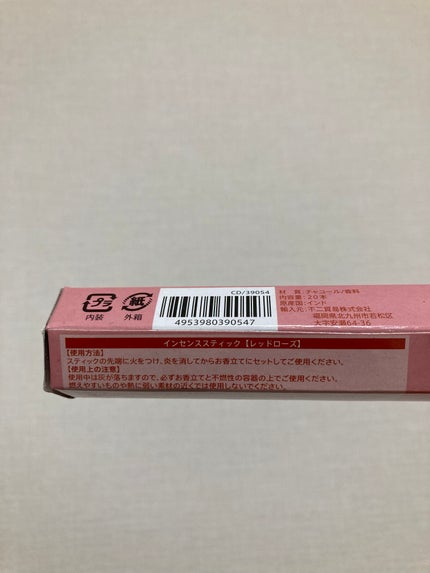 プラ
内装
紙
外箱
CD/39054
4953980390547
材　質:チャコール/香料
内容量:20本
原産国:インド
輸入元:不二貿易株式会社
福岡県北九州市若松区
大字安瀬64-36
インセンススティック【レッドローズ】
【使用方法】
スティックの先端に火をつけ、炎を消してからお香立てにセットしてご使用ください。
【使用上の注意】
使用中は灰が落ちますので、必ずお香立てと不燃性の容器の上でご使用ください。
燃えやすいものや熱に弱い素材の近くでは使用しないでください。